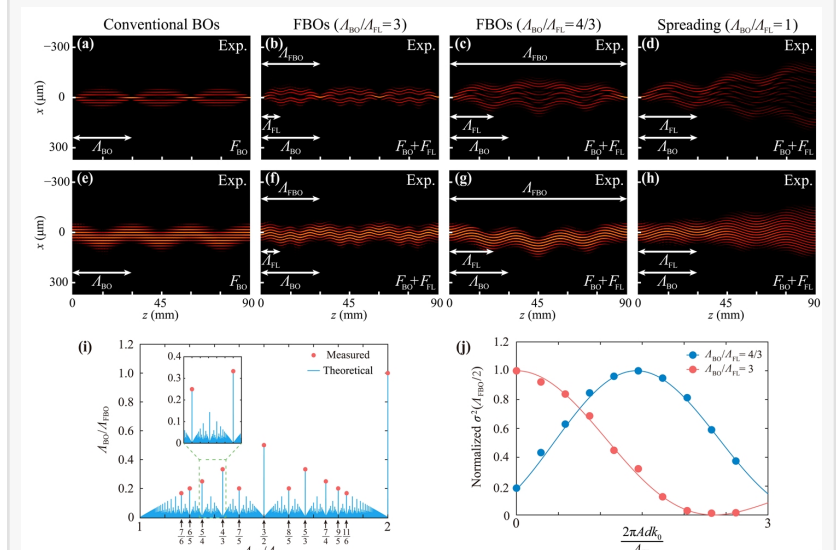 Conventional BOs
FBOs (Λ_BO/Λ_FL=3)
FBOs (Λ_BO/Λ_FL=4/3)
Spreading (Λ_BO/Λ_FL=1)
(a) Exp.
(b) Exp.
(c) Exp.
(d) Exp.
−300
0
300
x (μm)
Λ_BO
F_BO
Λ_FBO
Λ_FL
Λ_BO
F_BO+F_FL
Λ_FBO
Λ_FL
Λ_BO
F_BO+F_FL
Λ_FL
Λ_BO
F_BO+F_FL
(e) Exp.
(f) Exp.
(g) Exp.
(h) Exp.
−300
0
300
x (μm)
Λ_BO
F_BO
Λ_FBO
Λ_FL
Λ_BO
F_BO+F_FL
Λ_FBO
Λ_FL
Λ_BO
F_BO+F_FL
Λ_FL
Λ_BO
F_BO+F_FL
0 45 90
0 45 90
0 45 90
0 45 90
z (mm)
z (mm)
z (mm)
z (mm)
(i)
1.2
1.0
0.8
0.6
0.4
0.2
0
Λ_BO/Λ_FBO
0.4
0.3
0.2
0.1
0
Measured
Theoretical
1 7/6 6/5 5/4 4/3 7/5 3/2 8/5 5/3 7/4 9/5 11/6 2
(j)
1.2
1.0
0.8
0.6
0.4
0.2
0
Normalized σ²(Λ_FBO/2)
Λ_BO/Λ_FL= 4/3
Λ_BO/Λ_FL= 3
0 3
2πAdk₀